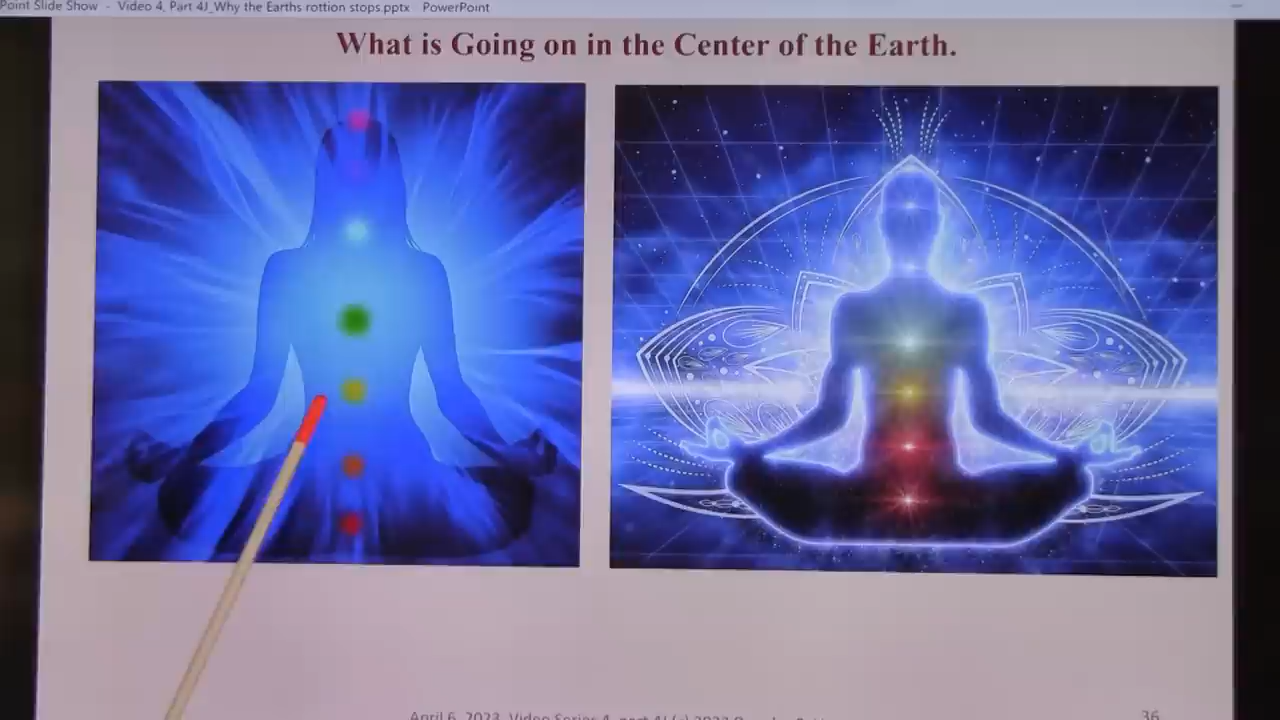 Point Slide Show - Video 4, Part 4J_Why the Earths rottion stops.pptx - PowerPoint
What is Going on in the Center of the Earth.
April 6, 2023 Video Series 4, part 4J (c) 2023
36